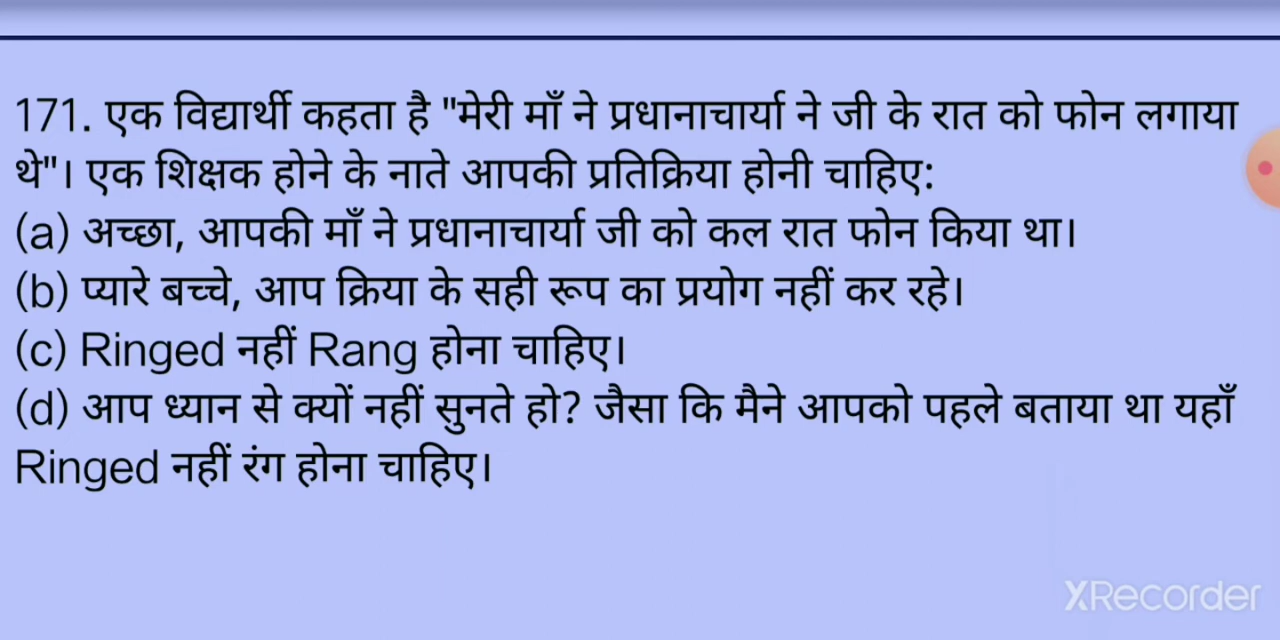 171. एक विद्यार्थी कहता है "मेरी माँ ने प्रधानाचार्या ने जी के रात को फोन लगाया
थे"। एक शिक्षक होने के नाते आपकी प्रतिक्रिया होनी चाहिए:
(a) अच्छा, आपकी माँ ने प्रधानाचार्या जी को कल रात फोन किया था।
(b) प्यारे बच्चे, आप क्रिया के सही रूप का प्रयोग नहीं कर रहे।
(c) Ringed नहीं Rang होना चाहिए।
(d) आप ध्यान से क्यों नहीं सुनते हो? जैसा कि मैने आपको पहले बताया था यहाँ
Ringed नहीं रंग होना चाहिए।
XRecorder